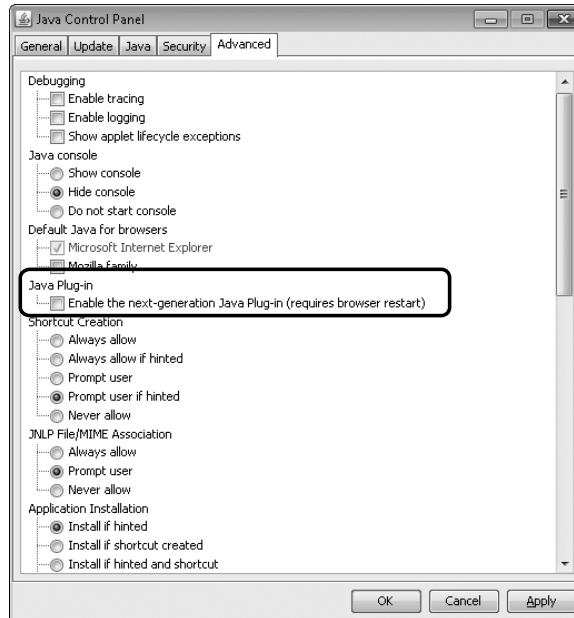 Java Control Panel
General Update Java Security Advanced
Debugging
Enable tracing
Enable logging
Show applet lifecycle exceptions
Java console
Show console
Hide console
Do not start console
Default Java for browsers
Microsoft Internet Explorer
Mozilla family
Java Plug-in
Enable the next-generation Java Plug-in (requires browser restart)
Shortcut Creation
Always allow
Always allow if hinted
Prompt user
Prompt user if hinted
Never allow
JNLP File/MIME Association
Always allow
Prompt user
Never allow
Application Installation
Install if hinted
Install if shortcut created
Install if hinted and shortcut
OK Cancel Apply